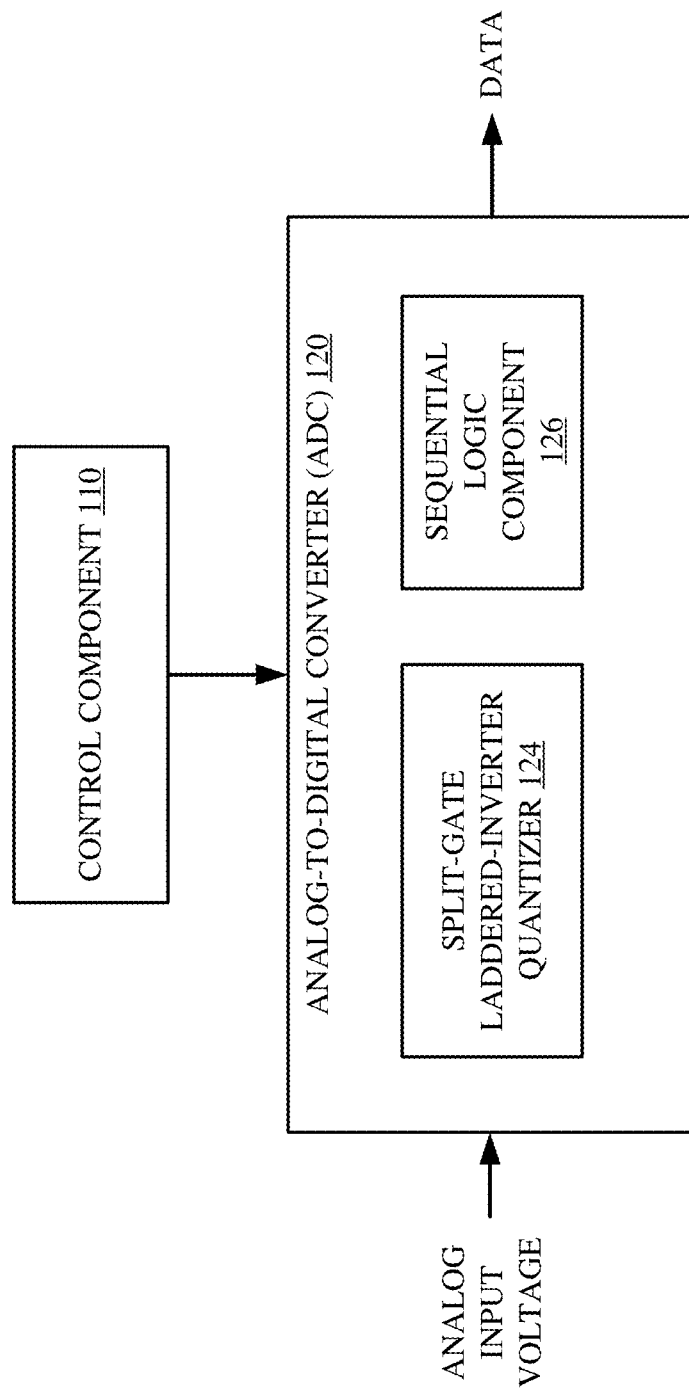 CONTROL COMPONENT 110
ANALOG-TO-DIGITAL CONVERTER (ADC) 120
ANALOG
INPUT
VOLTAGE
SPLIT-GATE
LADDERED-INVERTER
QUANTIZER 124
SEQUENTIAL
LOGIC
COMPONENT
126
DATA